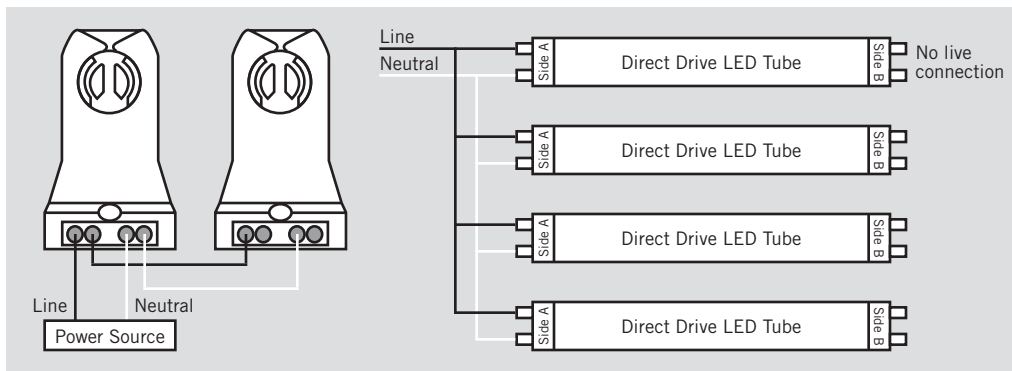 Line
Neutral
Power Source
Line
Neutral
Side A
Direct Drive LED Tube
Side B
No live
connection
Side A
Direct Drive LED Tube
Side B
Side A
Direct Drive LED Tube
Side B
Side A
Direct Drive LED Tube
Side B